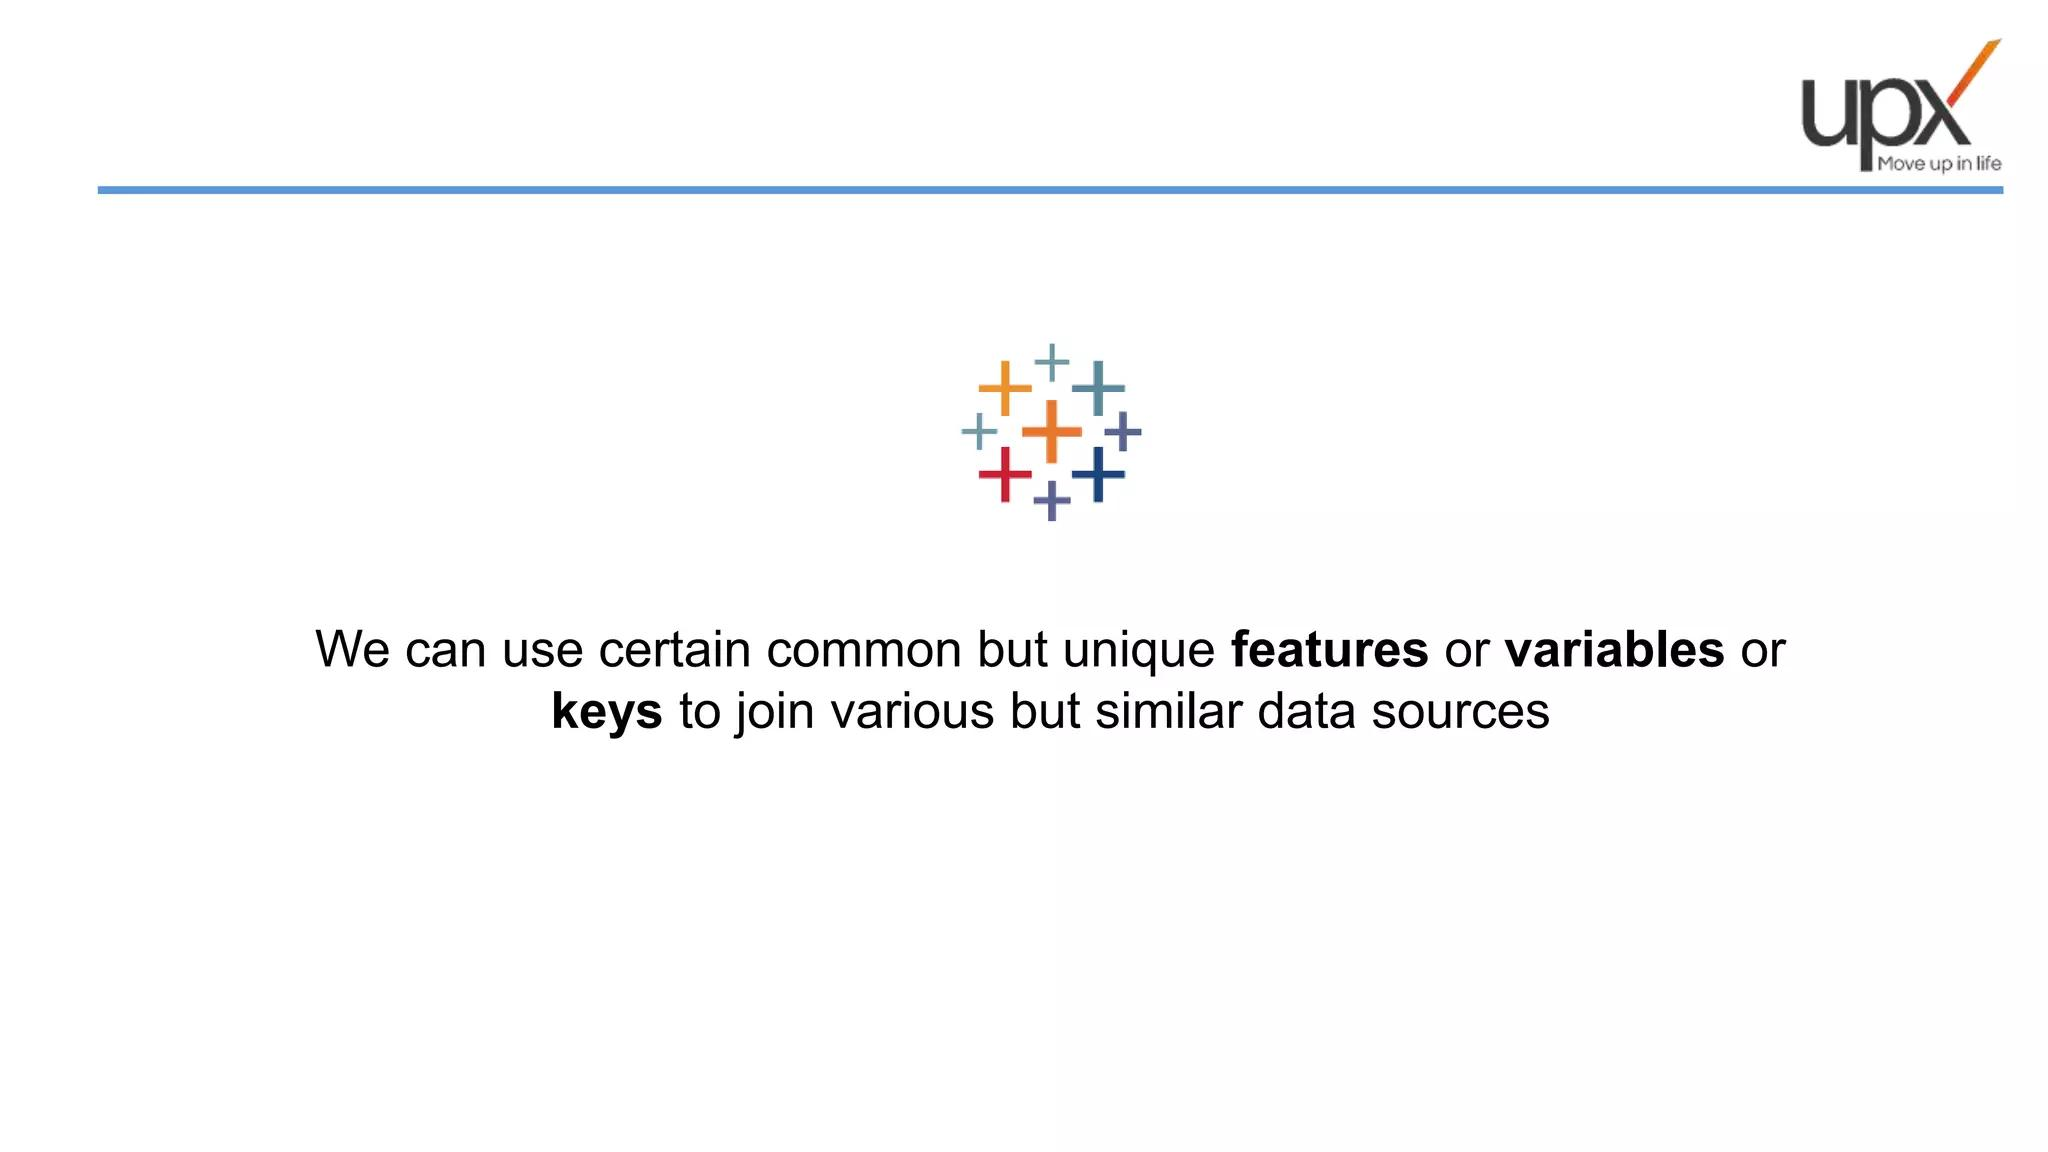 upx
Move up in life
We can use certain common but unique features or variables or
keys to join various but similar data sources